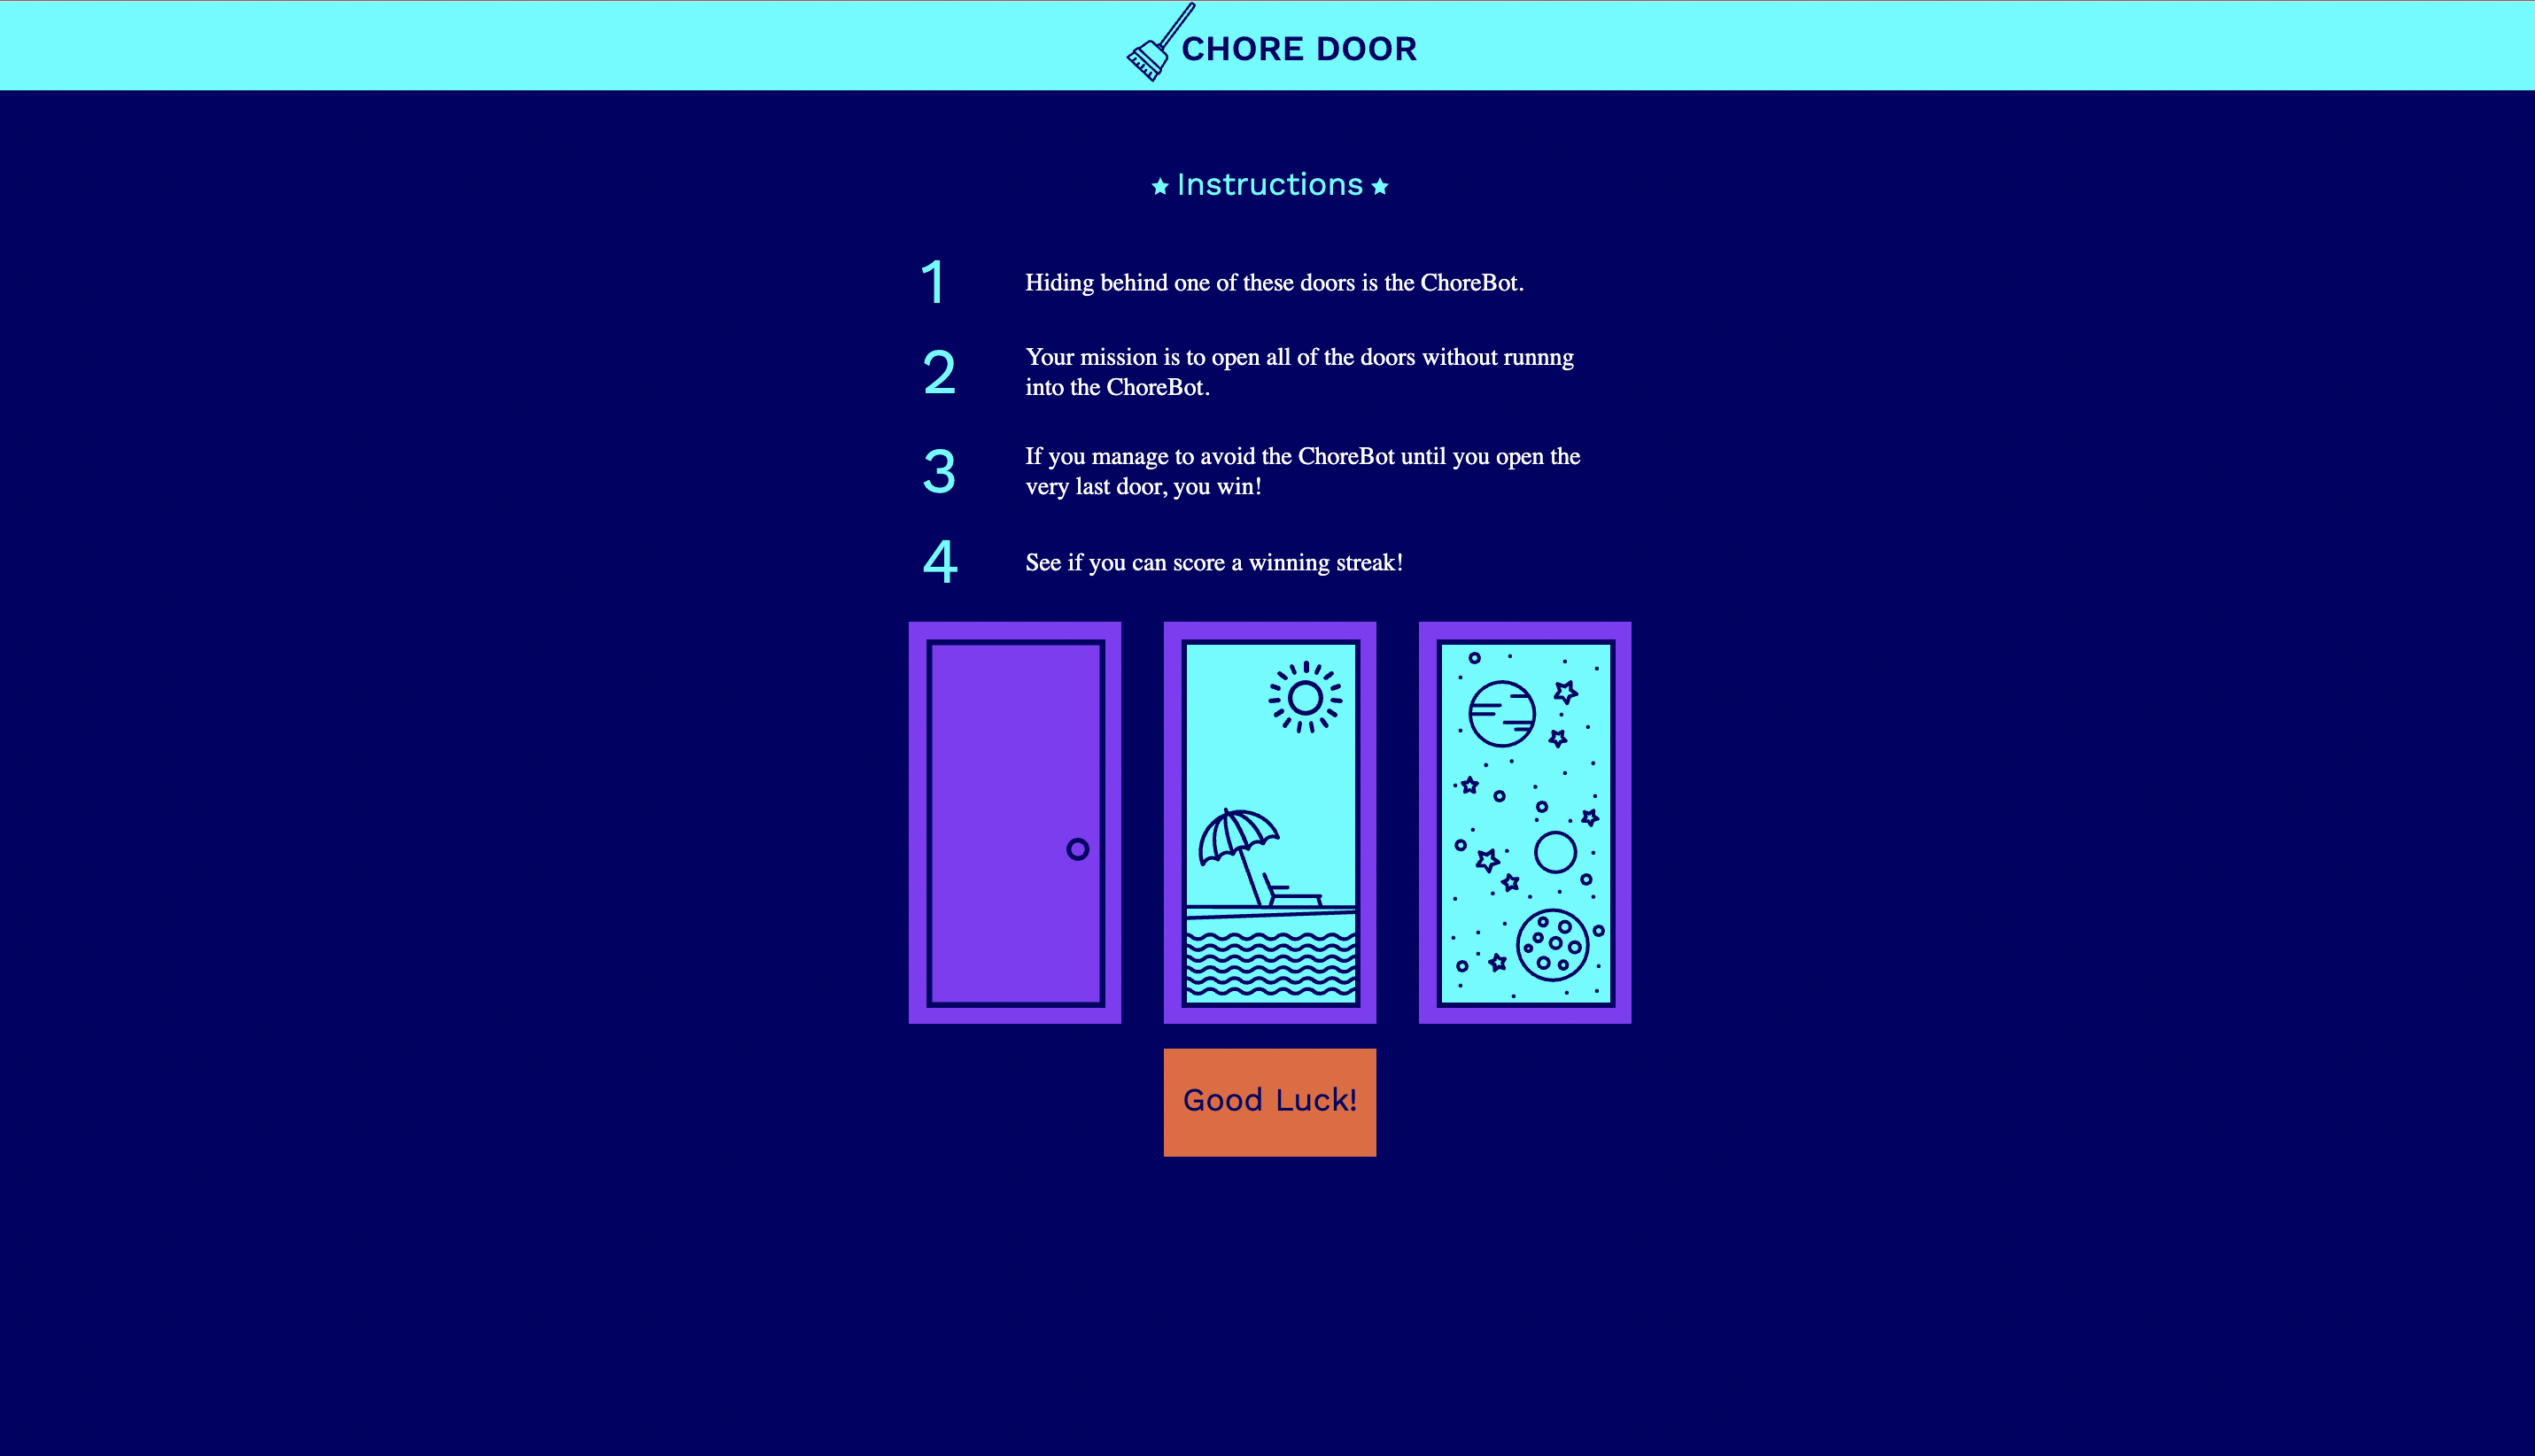 CHORE DOOR
Instructions
1
Hiding behind one of these doors is the ChoreBot.
2
Your mission is to open all of the doors without runnng
into the ChoreBot.
3
If you manage to avoid the ChoreBot until you open the
very last door, you win!
4
See if you can score a winning streak!
Good Luck!